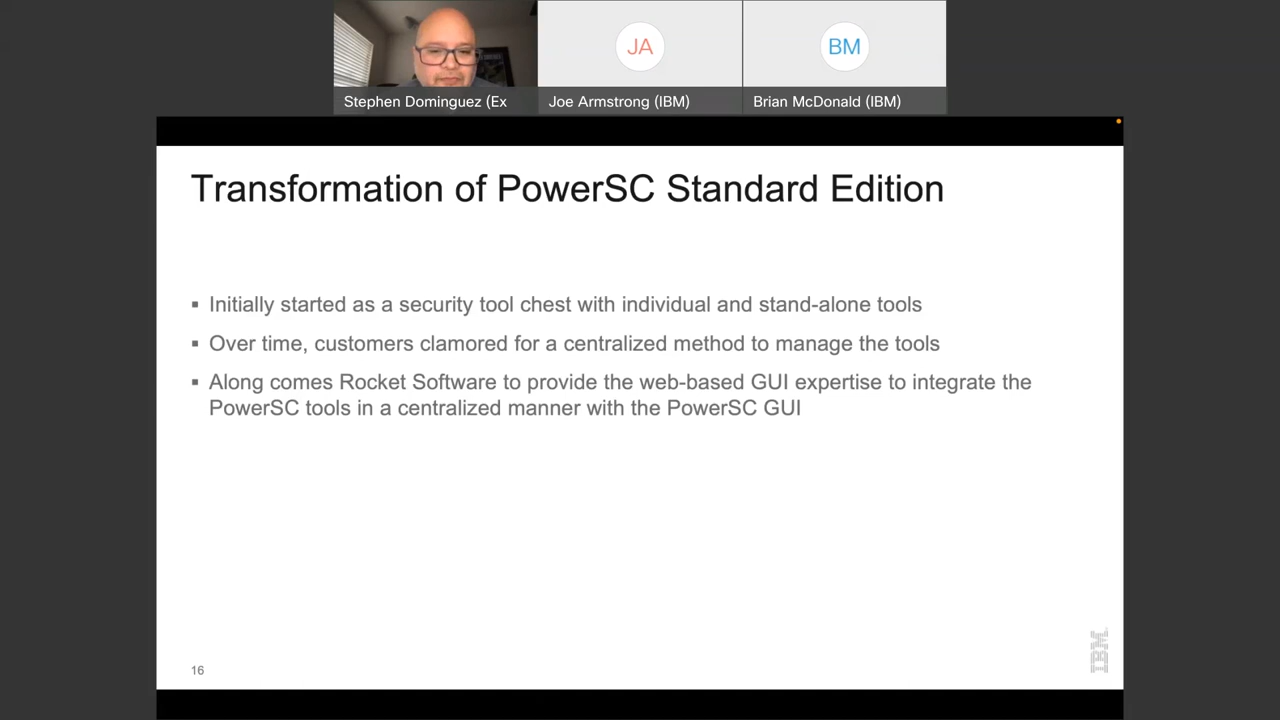 JA
BM
Stephen Dominguez (Ex
Joe Armstrong (IBM)
Brian McDonald (IBM)
Transformation of PowerSC Standard Edition
▪ Initially started as a security tool chest with individual and stand-alone tools
▪ Over time, customers clamored for a centralized method to manage the tools
▪ Along comes Rocket Software to provide the web-based GUI expertise to integrate the
PowerSC tools in a centralized manner with the PowerSC GUI
16
IBM